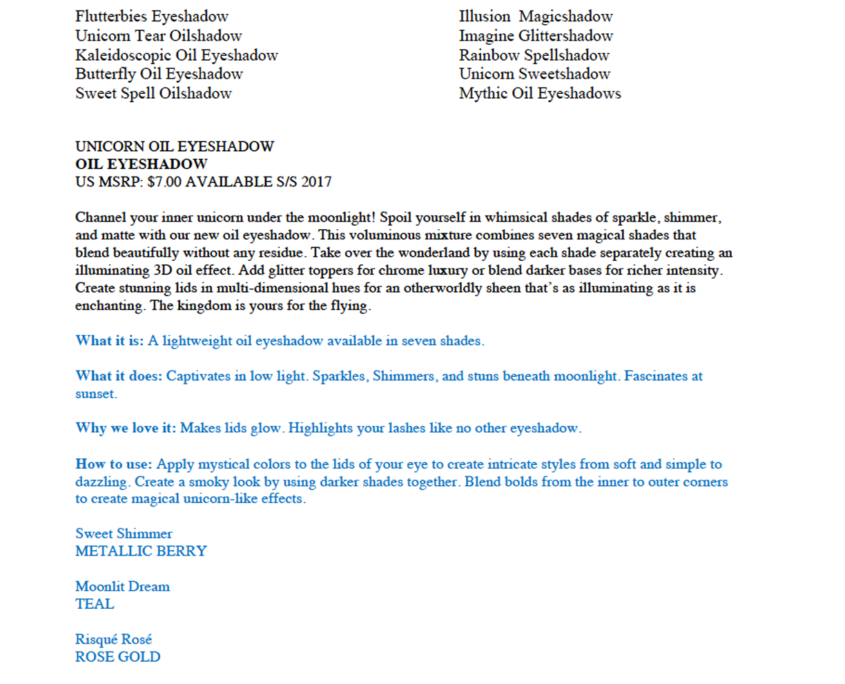 Flutterbies Eyeshadow
Unicorn Tear Oilshadow
Kaleidoscopic Oil Eyeshadow
Butterfly Oil Eyeshadow
Sweet Spell Oilshadow
Illusion  Magicshadow
Imagine Glittershadow
Rainbow Spellshadow
Unicorn Sweetshadow
Mythic Oil Eyeshadows
UNICORN OIL EYESHADOW
OIL EYESHADOW
US MSRP: $7.00 AVAILABLE S/S 2017
Channel your inner unicorn under the moonlight! Spoil yourself in whimsical shades of sparkle, shimmer,
and matte with our new oil eyeshadow. This voluminous mixture combines seven magical shades that
blend beautifully without any residue. Take over the wonderland by using each shade separately creating an
illuminating 3D oil effect. Add glitter toppers for chrome luxury or blend darker bases for richer intensity.
Create stunning lids in multi-dimensional hues for an otherworldly sheen that’s as illuminating as it is
enchanting. The kingdom is yours for the flying.
What it is: A lightweight oil eyeshadow available in seven shades.
What it does: Captivates in low light. Sparkles, Shimmers, and stuns beneath moonlight. Fascinates at
sunset.
Why we love it: Makes lids glow. Highlights your lashes like no other eyeshadow.
How to use: Apply mystical colors to the lids of your eye to create intricate styles from soft and simple to
dazzling. Create a smoky look by using darker shades together. Blend bolds from the inner to outer corners
to create magical unicorn-like effects.
Sweet Shimmer
METALLIC BERRY
Moonlit Dream
TEAL
Risqué Rosé
ROSE GOLD